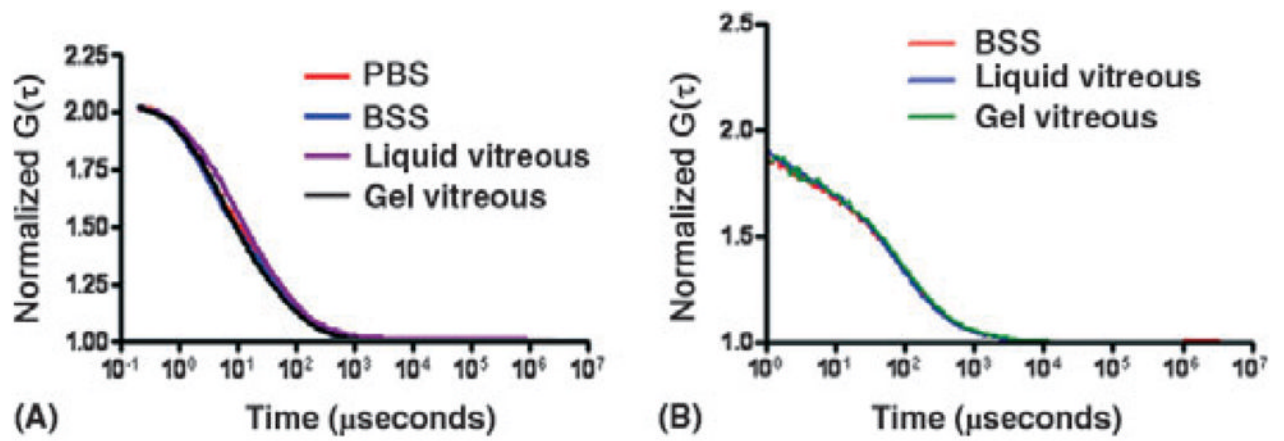 Normalized G(τ)
2.25
2.00
1.75
1.50
1.25
1.00
PBS
BSS
Liquid vitreous
Gel vitreous
10⁻¹ 10⁰ 10¹ 10² 10³ 10⁴ 10⁵ 10⁶ 10⁷
(A) Time (μseconds)
Normalized G(τ)
2.5
2.0
1.5
1.0
BSS
Liquid vitreous
Gel vitreous
10⁰ 10¹ 10² 10³ 10⁴ 10⁵ 10⁶ 10⁷
(B) Time (μseconds)